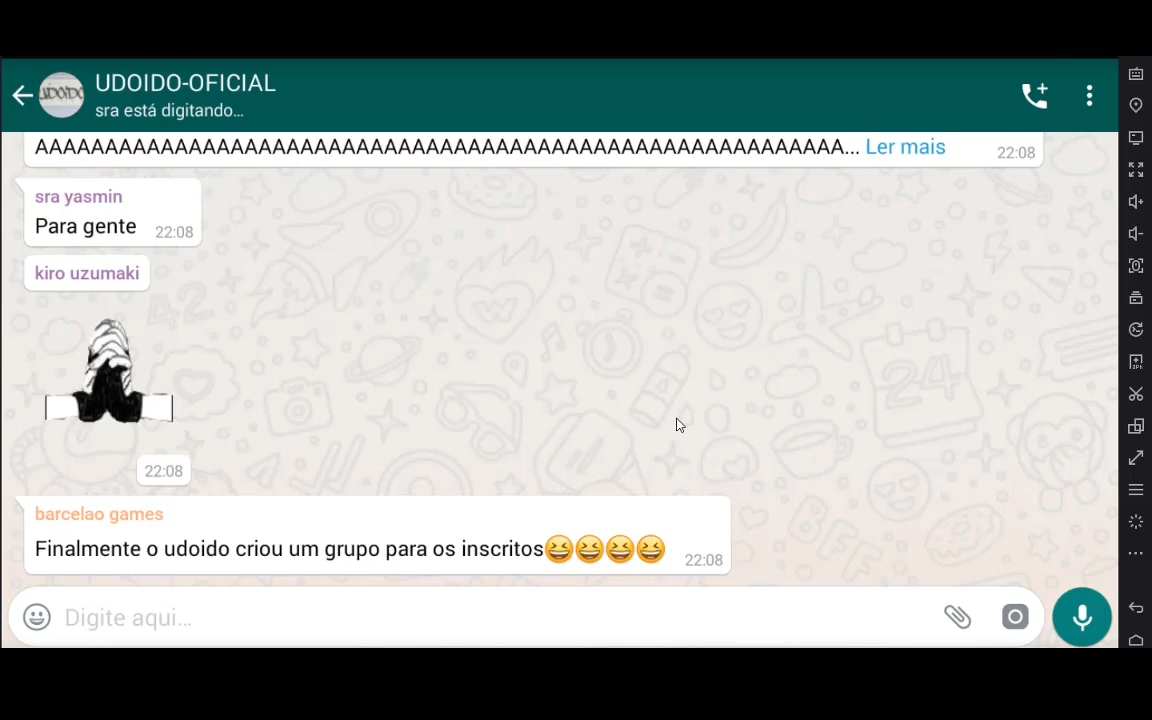 UDOIDO-OFICIAL
sra está digitando...
AAAAAAAAAAAAAAAAAAAAAAAAAAAAAAAAAAAAAAAAAAAAAAAAAAAAAAAAAA... Ler mais 22:08
sra yasmin
Para gente 22:08
kiro uzumaki
22:08
barcelao games
Finalmente o udoido criou um grupo para os inscritos😆😆😆😆 22:08
Digite aqui...